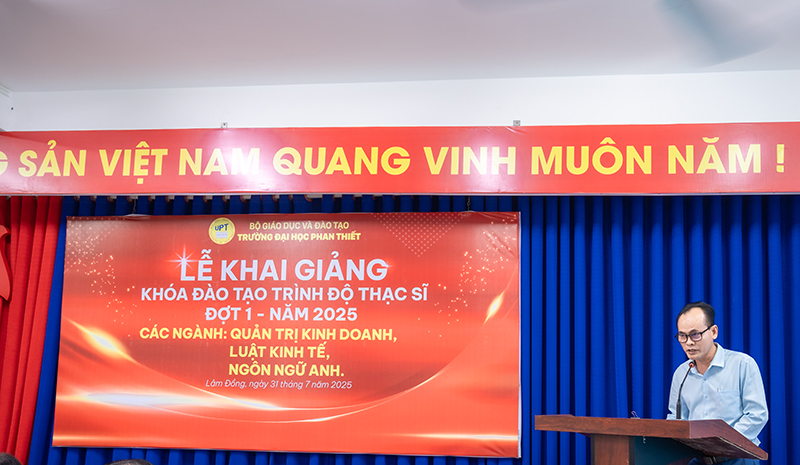 SẢN VIỆT NAM QUANG VINH MUÔN NĂM !
UPT
BỘ GIÁO DỤC VÀ ĐÀO TẠO
TRƯỜNG ĐẠI HỌC PHAN THIẾT
LỄ KHAI GIẢNG
KHÓA ĐÀO TẠO TRÌNH ĐỘ THẠC SĨ
ĐỢT 1 - NĂM 2025
CÁC NGÀNH: QUẢN TRỊ KINH DOANH,
LUẬT KINH TẾ,
NGÔN NGỮ ANH.
Lâm Đồng, ngày 31 tháng 7 năm 2025